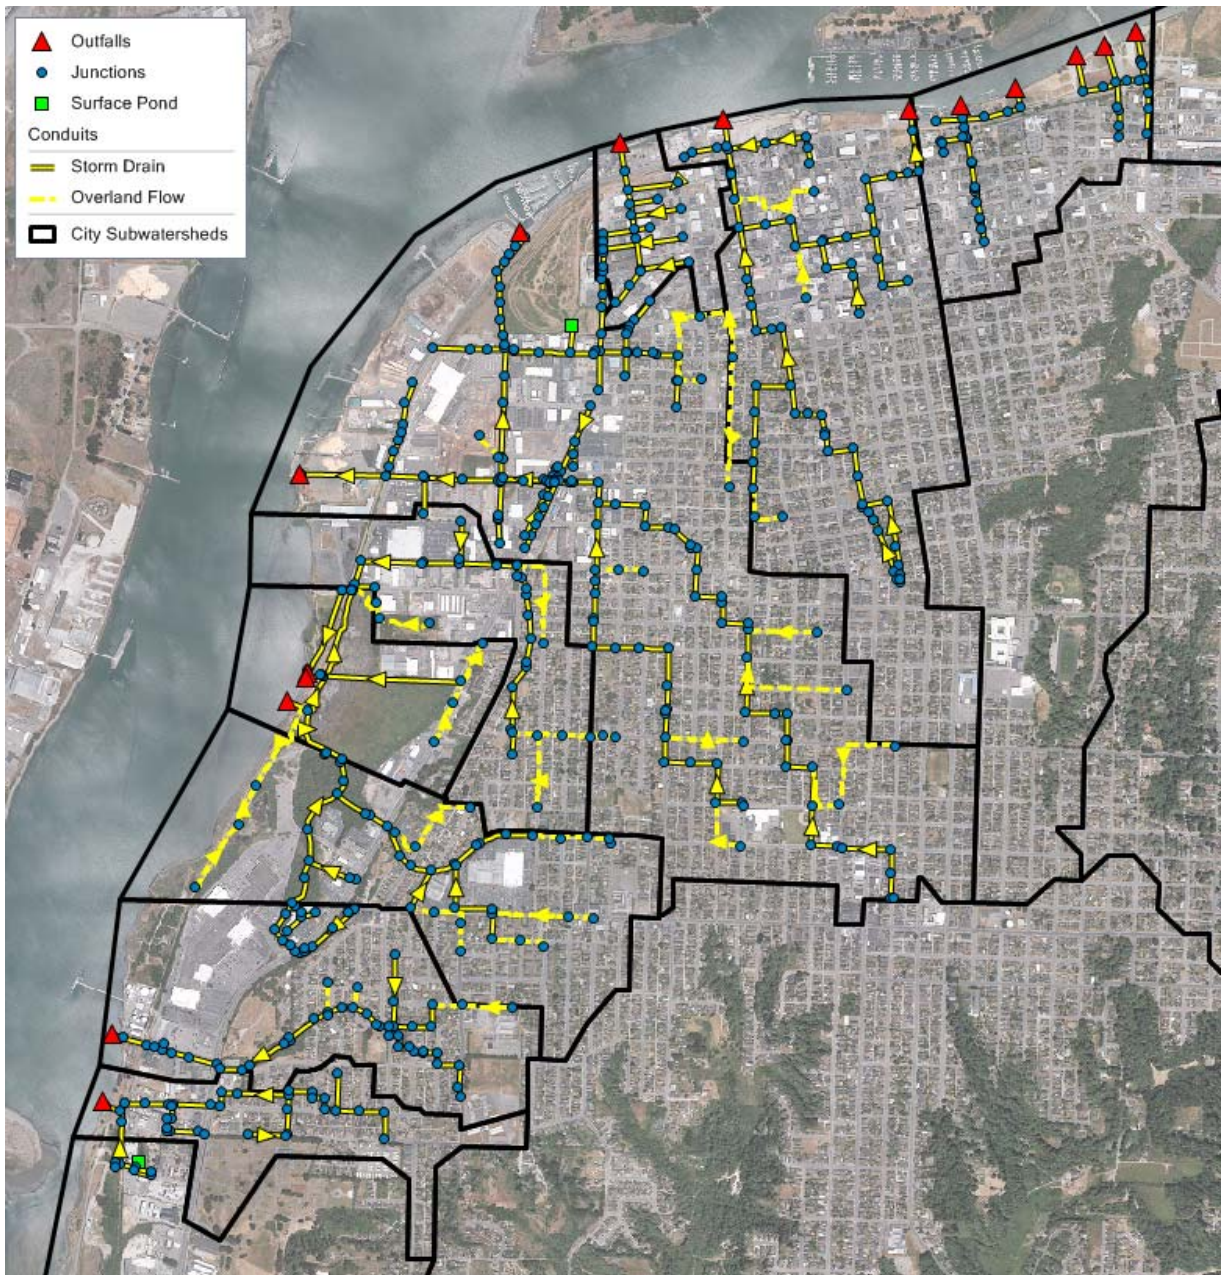 Outfalls
Junctions
Surface Pond
Conduits
Storm Drain
Overland Flow
City Subwatersheds